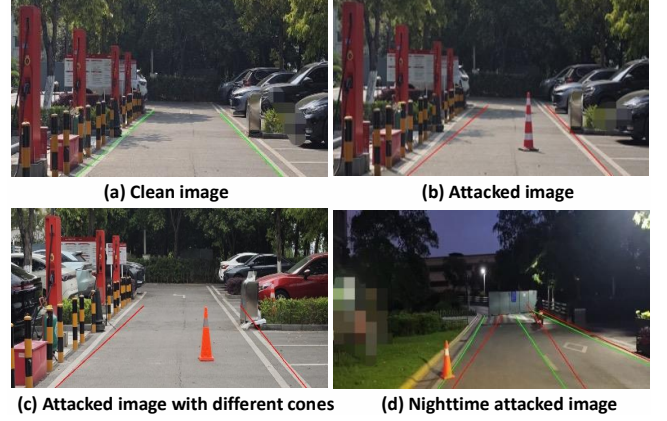 (a) Clean image
(b) Attacked image
(c) Attacked image with different cones
(d) Nighttime attacked image